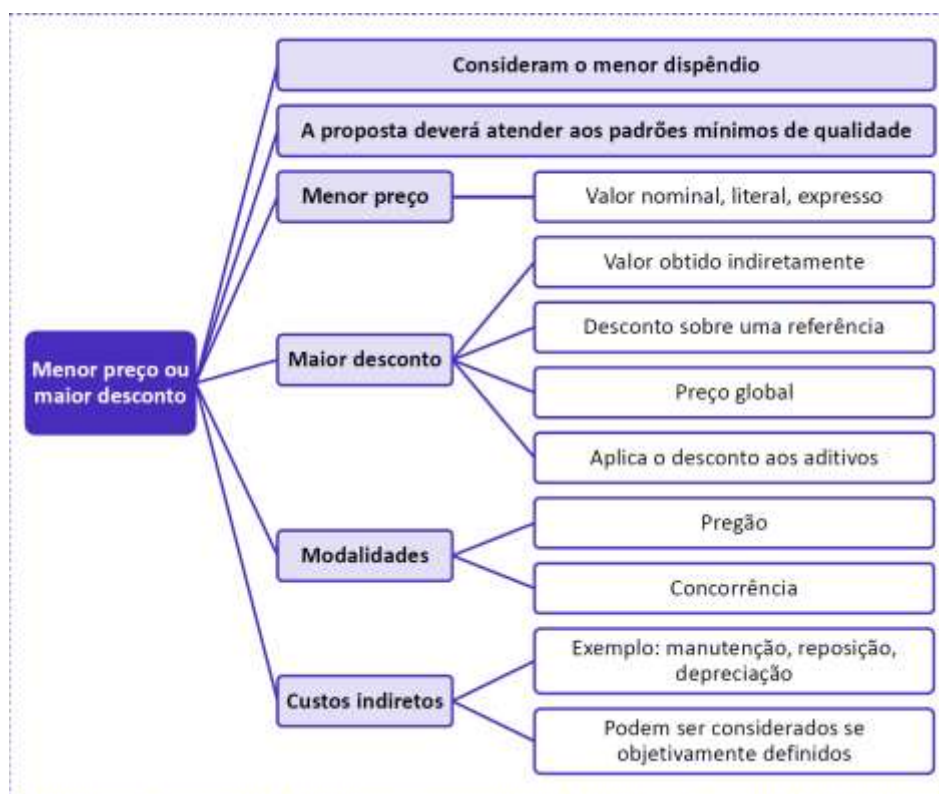 Consideram o menor dispêndio
A proposta deverá atender aos padrões mínimos de qualidade
Menor preço
Valor nominal, literal, expresso
Valor obtido indiretamente
Desconto sobre uma referência
Menor preço ou
maior desconto
Maior desconto
Preço global
Aplica o desconto aos aditivos
Modalidades
Pregão
Concorrência
Custos indiretos
Exemplo: manutenção, reposição,
depreciação
Podem ser considerados se
objetivamente definidos